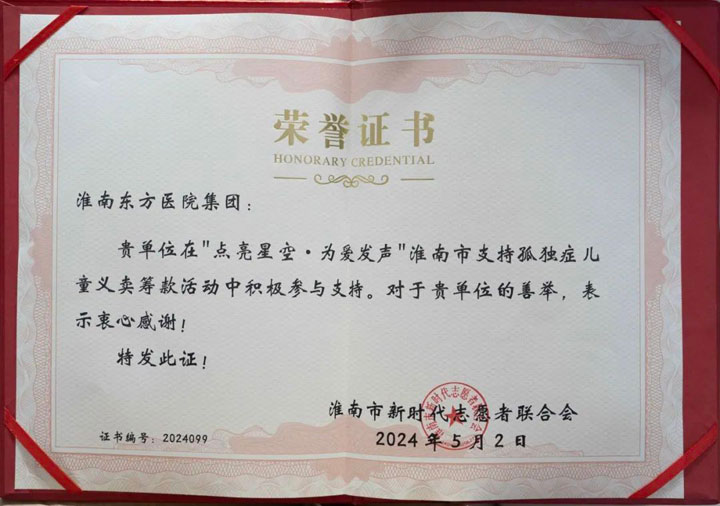 荣誉证书
HONORARY CREDENTIAL
淮南东方医院集团：
贵单位在"点亮星空·为爱发声"淮南市支持孤独症儿
童义卖筹款活动中积极参与支持。对于贵单位的善举，表
示衷心感谢！
特发此证！
淮南市新时代志愿者联合会
证书编号：2024099
2024年5月2日